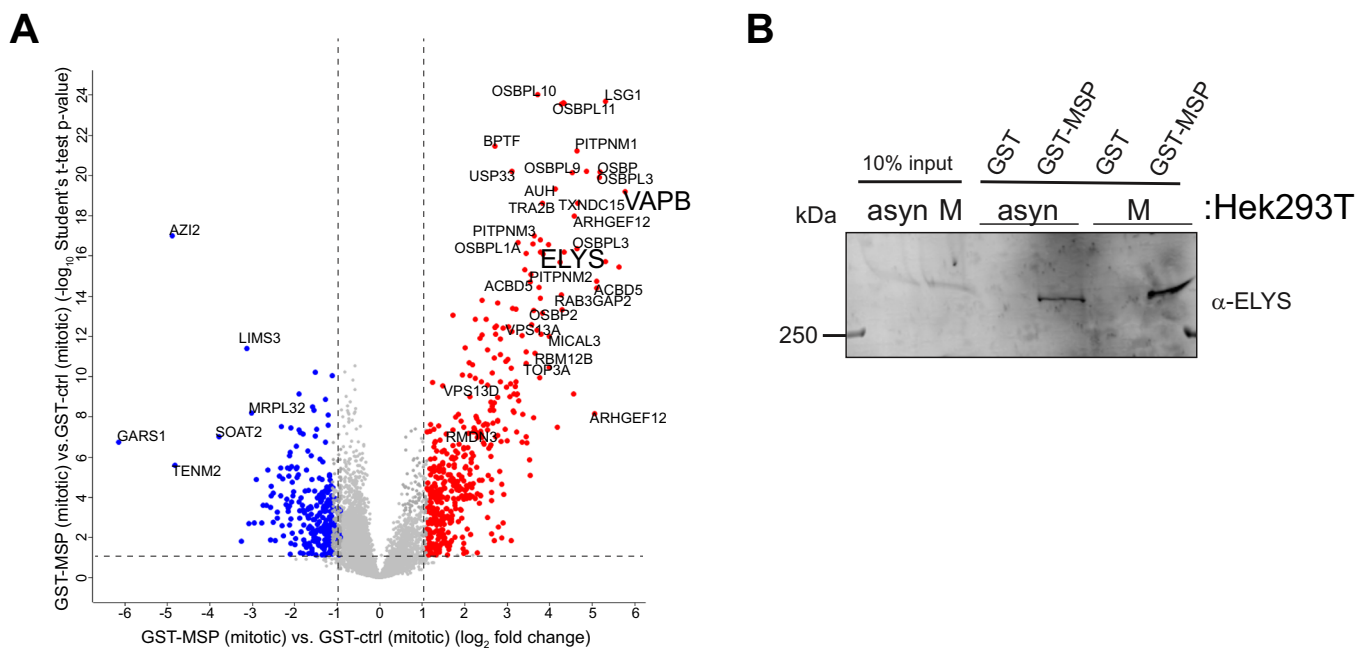 A
GST-MSP (mitotic) vs.GST-ctrl (mitotic) (-log10 Student's t-test p-value)
24
22
20
18
16
14
12
10
8
6
4
2
0
OSBPL10
LSG1
OSBPL11
BPTF
PITPNM1
USP33
OSBPL9
OSBP
OSBPL3
AUH
VAPB
TRA2B
TXNDC15
ARHGEF12
AZI2
PITPNM3
OSBPL1A
OSBPL3
ELYS
PITPNM2
ACBD5
ACBD5
RAB3GAP2
OSBP2
VPS13A
MICAL3
LIMS3
RBM12B
TOP3A
VPS13D
MRPL32
ARHGEF12
SOAT2
GARS1
RMDN3
TENM2
-6 -5 -4 -3 -2 -1 0 1 2 3 4 5 6
GST-MSP (mitotic) vs. GST-ctrl (mitotic) (log2 fold change)
B
GST
GST-MSP
GST
GST-MSP
10% input
kDa
asyn M asyn M :Hek293T
250
α-ELYS